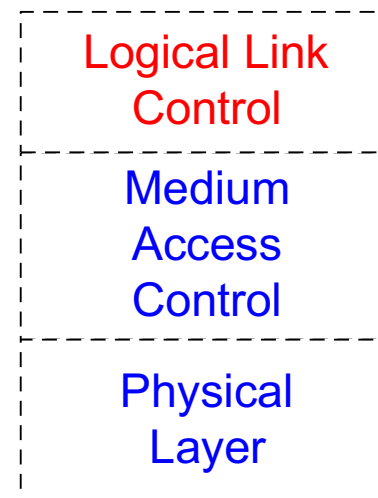 Logical Link
Control
Medium
Access
Control
Physical
Layer